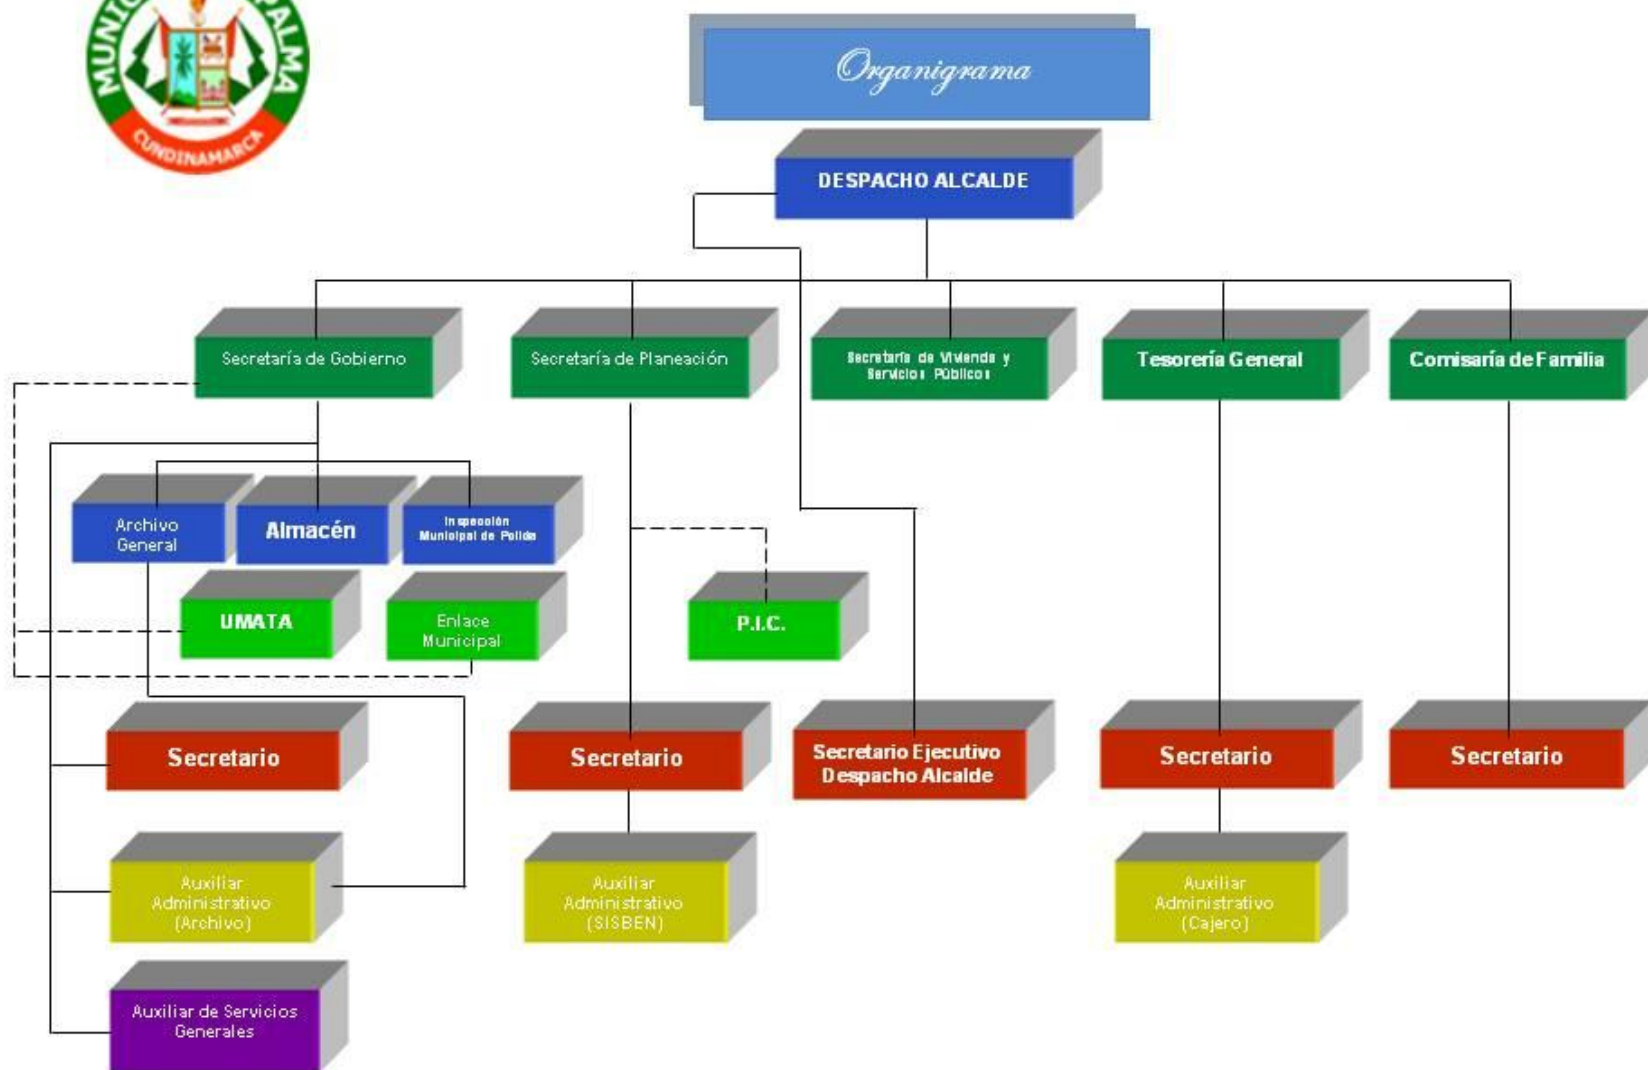 PALMA
CUNDINAMARCA
Organigrama
DESPACHO ALCALDE
Secretaría de Gobierno
Secretaría de Planeación
Secretaría de Vivienda y
Servicios Públicos
Tesorería General
Comisaría de Familia
Archivo
General
Almacén
Inspección
Municipal de Policía
UMATA
Enlace
Municipal
P.I.C.
Secretario
Secretario
Secretario Ejecutivo
Despacho Alcalde
Secretario
Secretario
Auxiliar
Administrativo
(Archivo)
Auxiliar
Administrativo
(SISBEN)
Auxiliar
Administrativo
(Cajero)
Auxiliar de Servicios
Generales